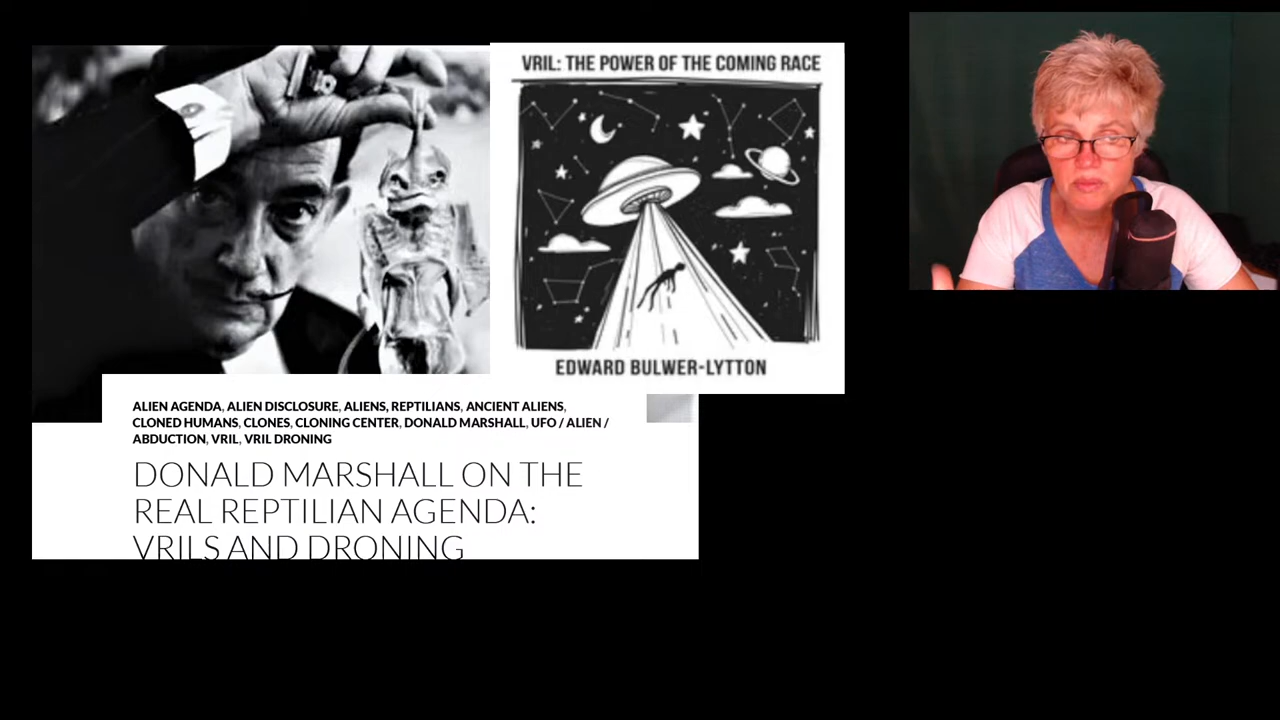 VRIL: THE POWER OF THE COMING RACE
EDWARD BULWER-LYTTON
ALIEN AGENDA, ALIEN DISCLOSURE, ALIENS, REPTILIANS, ANCIENT ALIENS,
CLONED HUMANS, CLONES, CLONING CENTER, DONALD MARSHALL, UFO / ALIEN /
ABDUCTION, VRIL, VRIL DRONING
DONALD MARSHALL ON THE
REAL REPTILIAN AGENDA:
VRILS AND DRONING